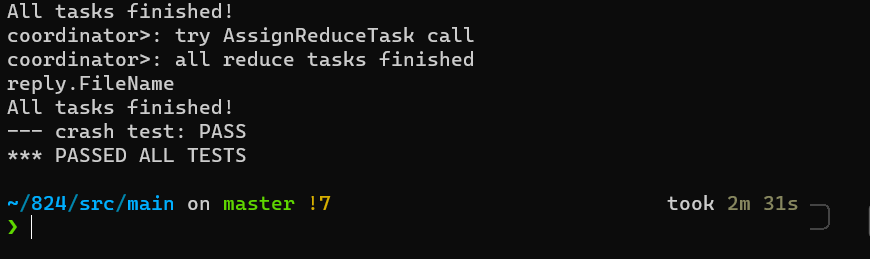 All tasks finished!
coordinator>: try AssignReduceTask call
coordinator>: all reduce tasks finished
reply.FileName
All tasks finished!
--- crash test: PASS
*** PASSED ALL TESTS
~/824/src/main on master !7 took 2m 31s
❯